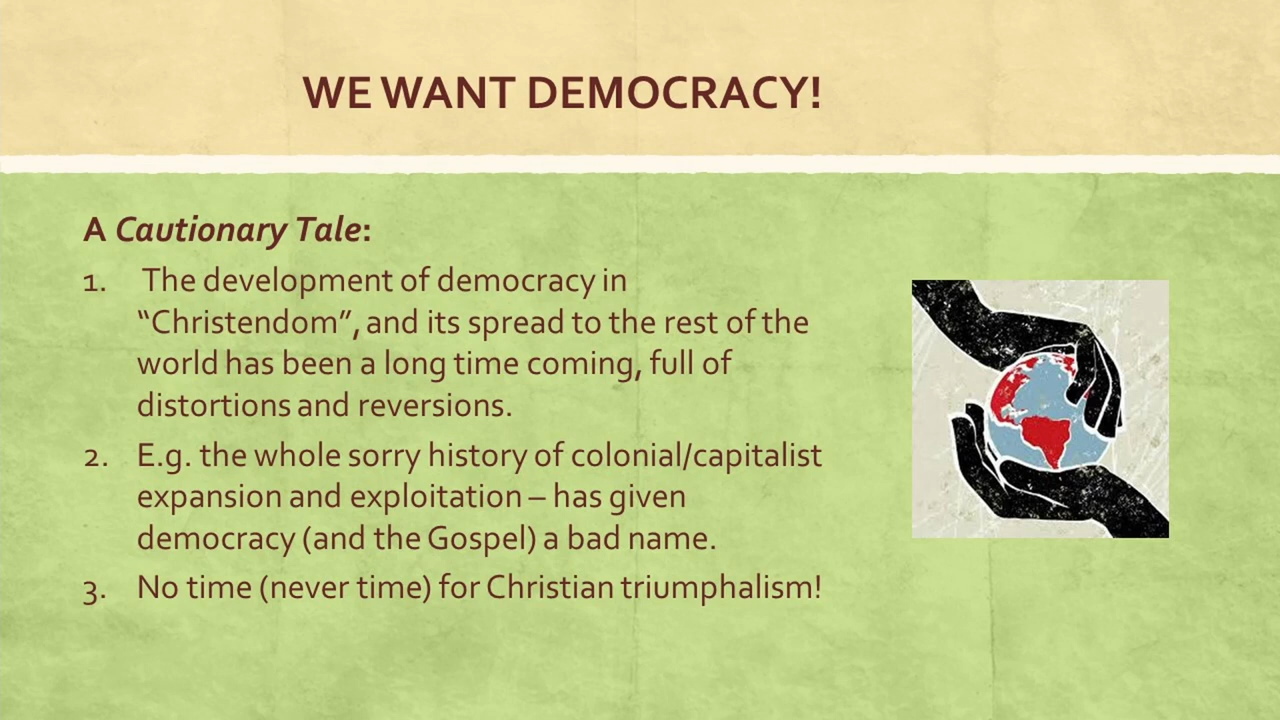 WE WANT DEMOCRACY!
A Cautionary Tale:
1. The development of democracy in
“Christendom”, and its spread to the rest of the
world has been a long time coming, full of
distortions and reversions.
2. E.g. the whole sorry history of colonial/capitalist
expansion and exploitation – has given
democracy (and the Gospel) a bad name.
3. No time (never time) for Christian triumphalism!